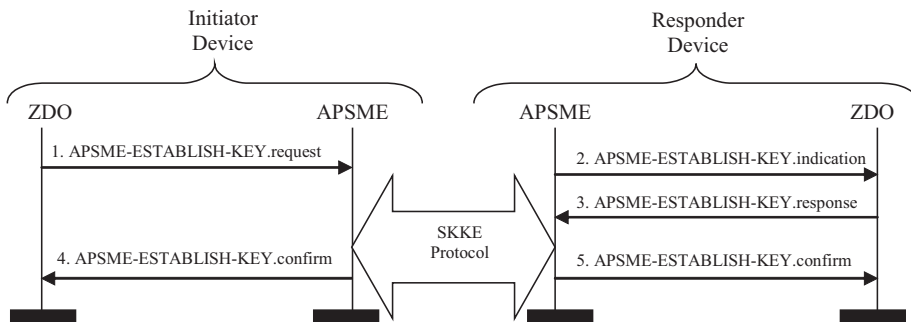 Initiator
Device
Responder
Device
ZDO
APSME
APSME
ZDO
1. APSME-ESTABLISH-KEY.request
2. APSME-ESTABLISH-KEY.indication
3. APSME-ESTABLISH-KEY.response
SKKE
Protocol
4. APSME-ESTABLISH-KEY.confirm
5. APSME-ESTABLISH-KEY.confirm